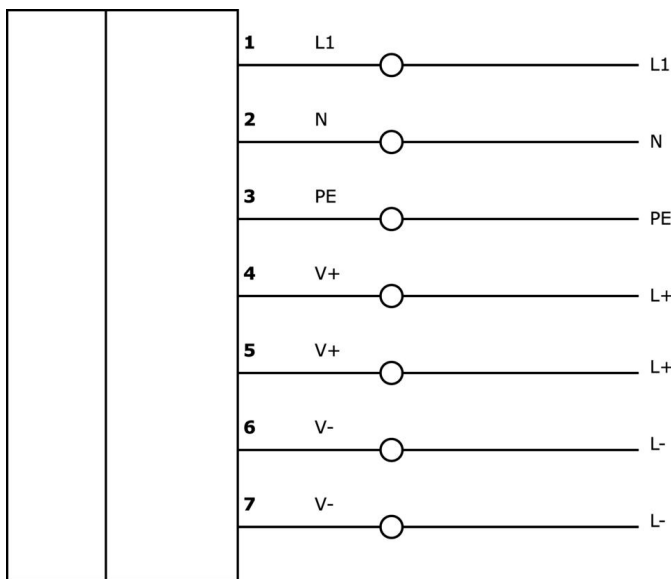 1 L1 L1
2 N N
3 PE PE
4 V+ L+
5 V+ L+
6 V- L-
7 V- L-